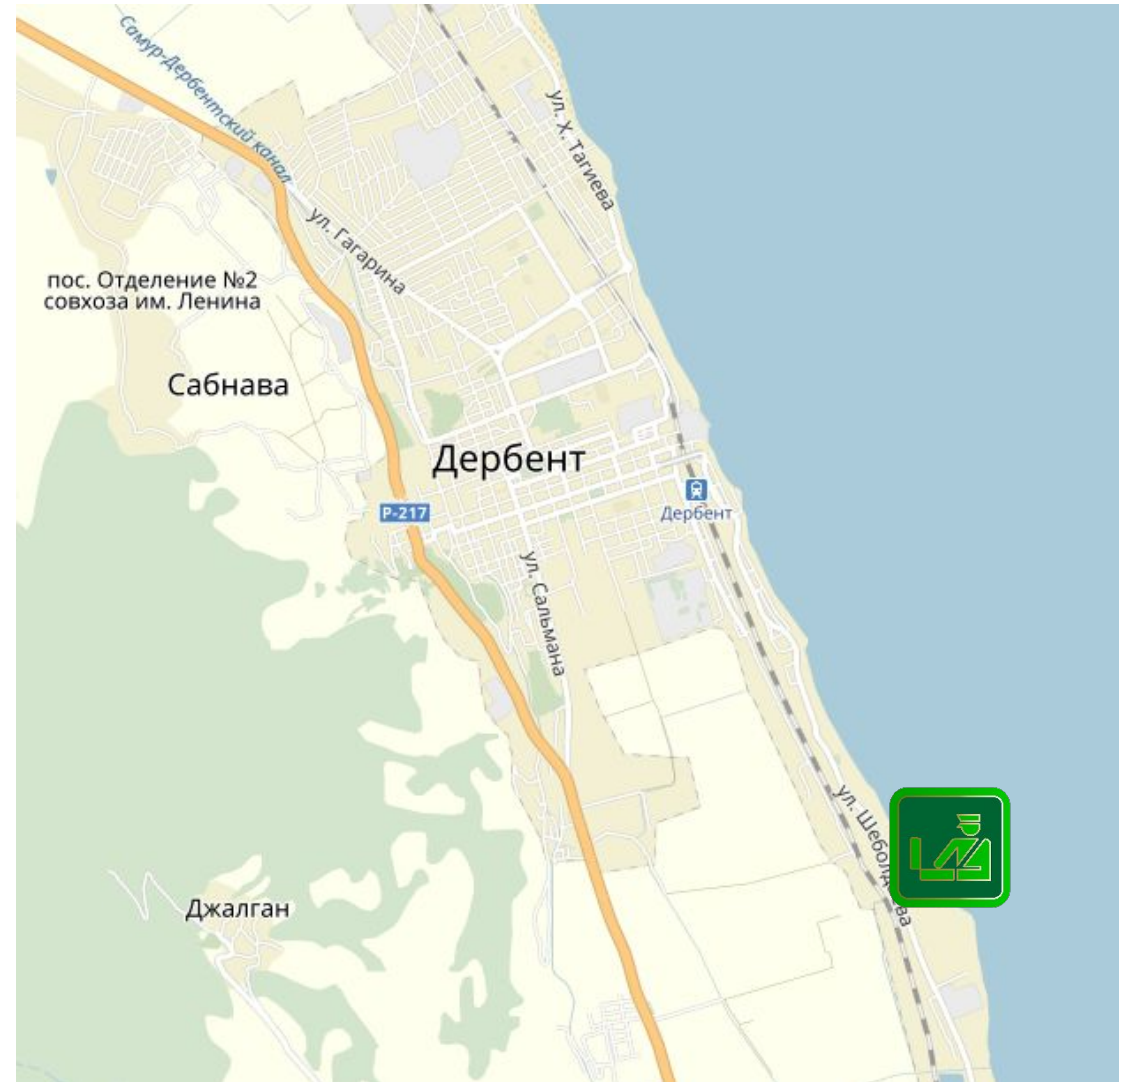 Самур-Дербентский канал
ул. Х. Тагиева
ул. Гагарина
пос. Отделение №2
совхоза им. Ленина
Сабнава
Дербент
Р-217
Дербент
ул. Сальмана
ул.
Джалган